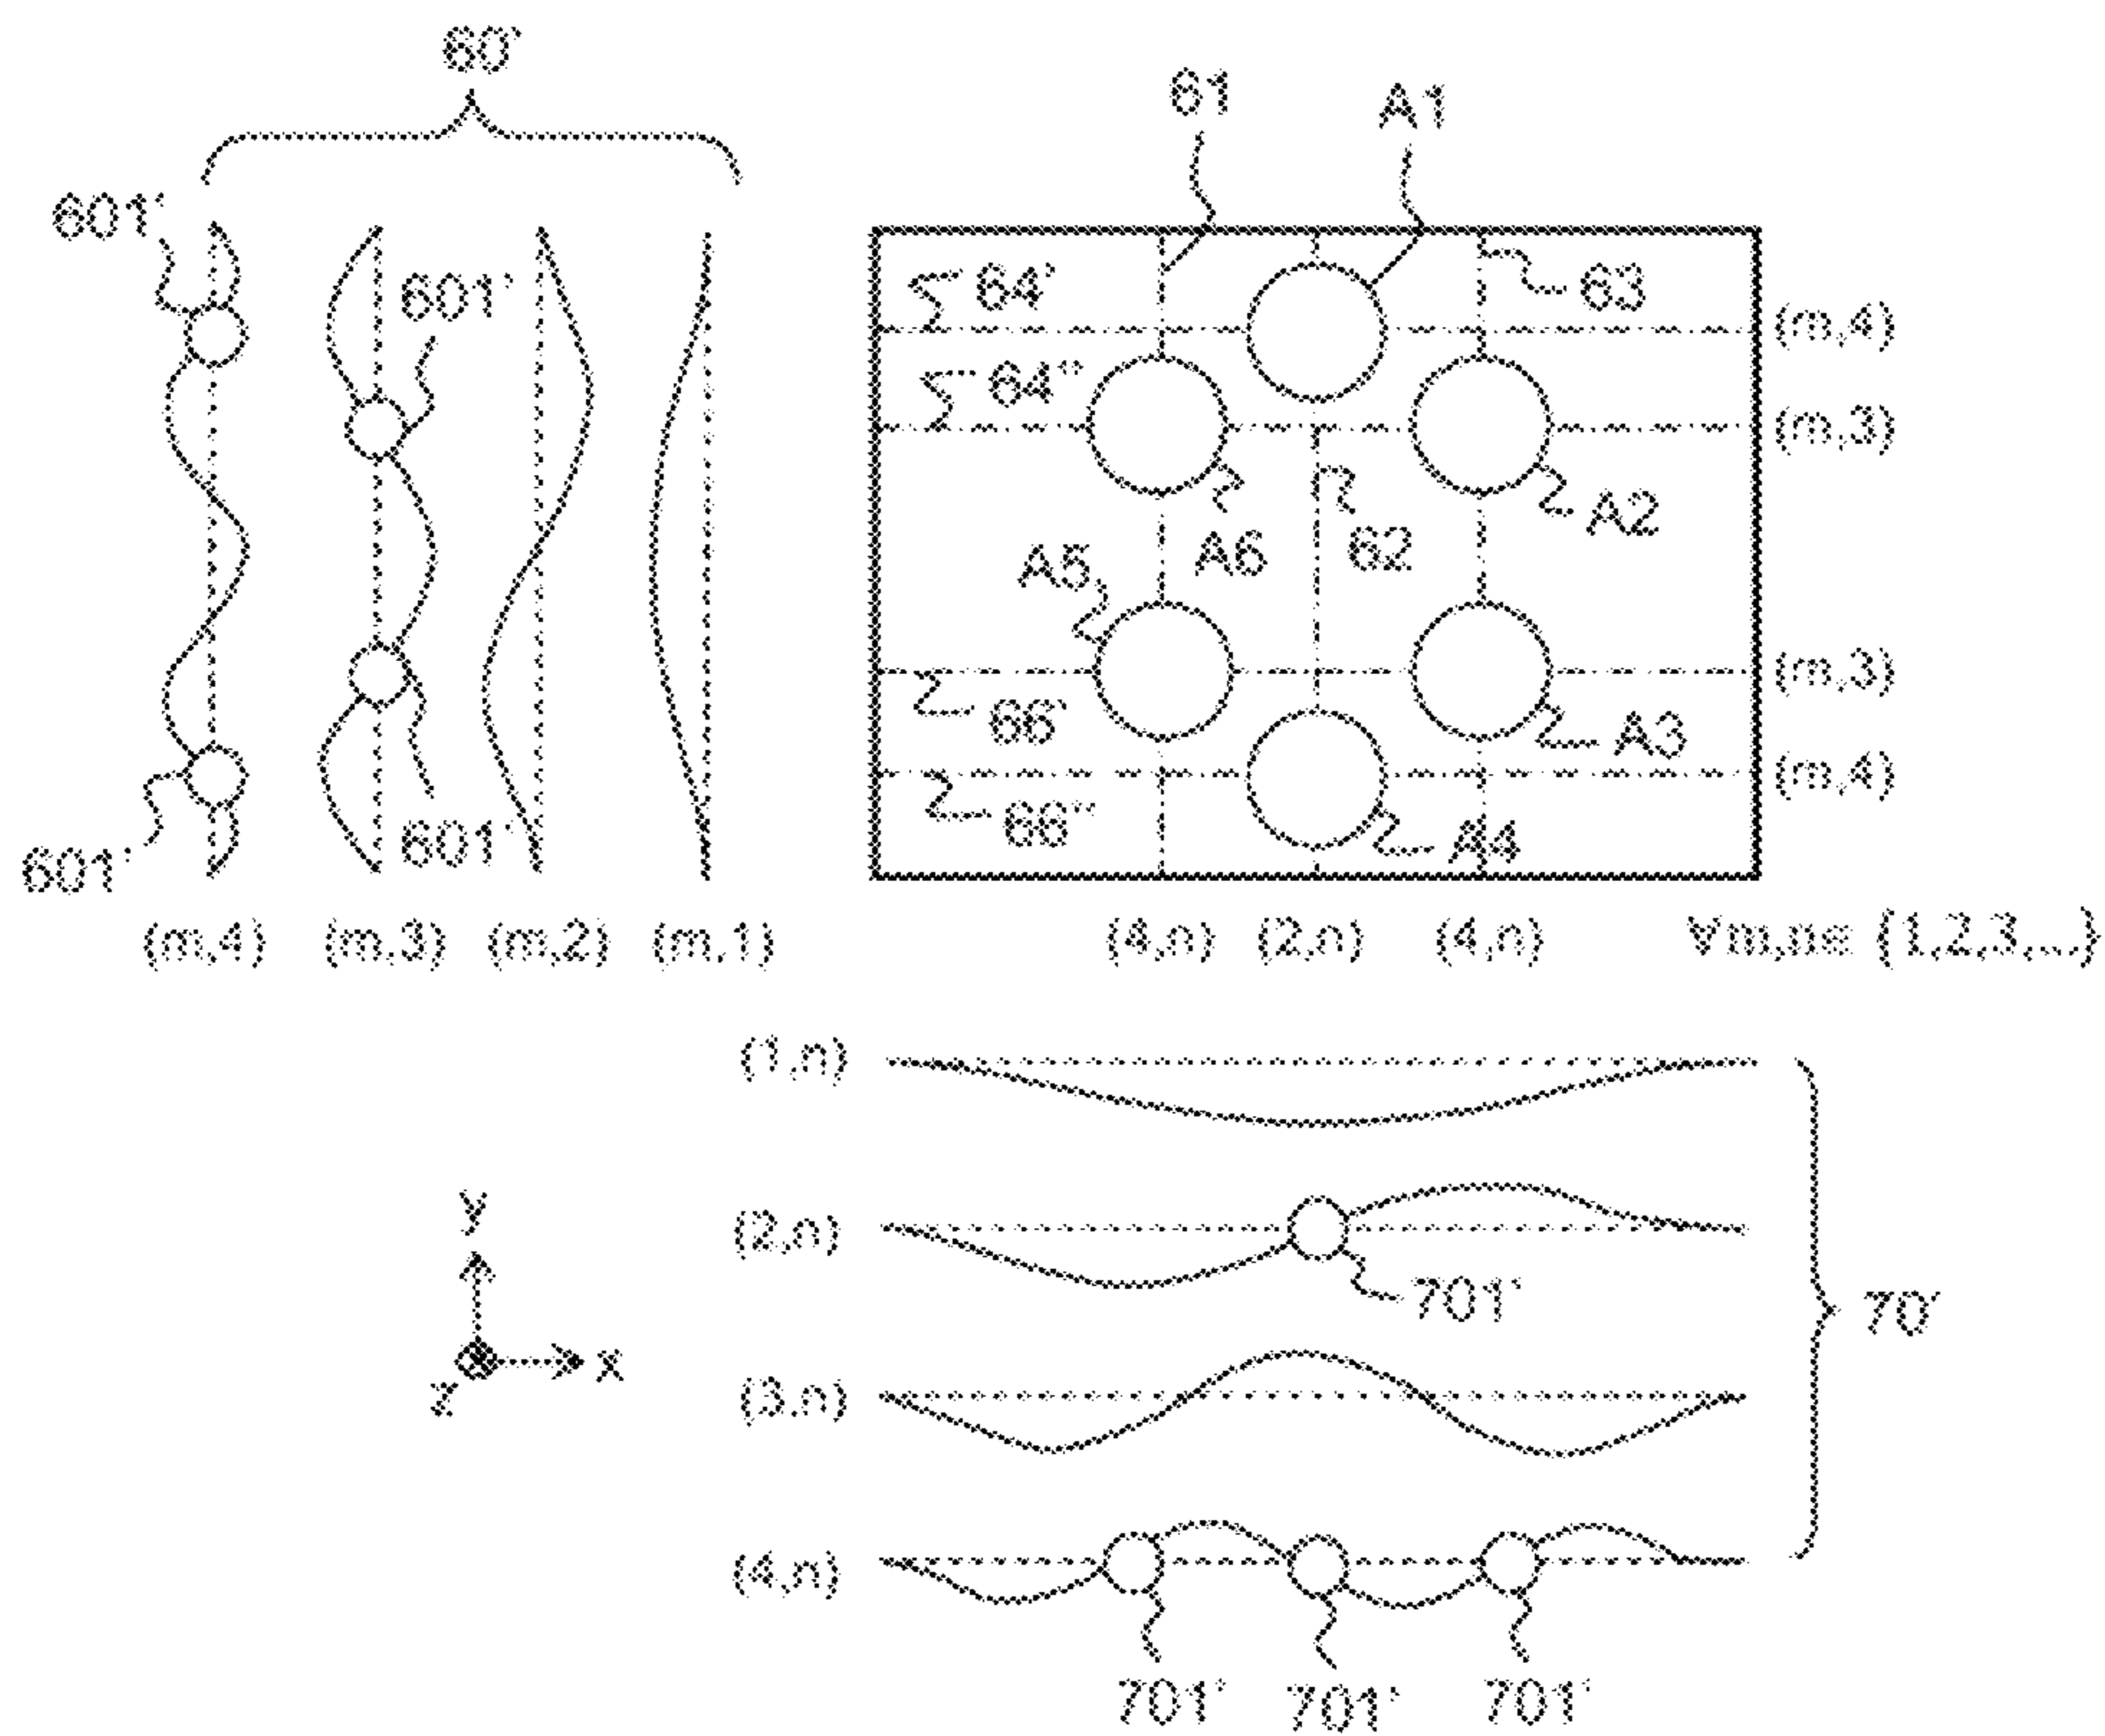 60'
61
A1
601'
64'
63
(m,4)
601'
64''
(m,3)
A2
A5
A6
62
(m,3)
66'
A3
(m,4)
66''
601'
A4
601'
(m,4) (m,3) (m,2) (m,1)
(4,n) (2,n) (4,n)
∀m,n∈ {1,2,3,...}
(1,n)
y
(2,n)
701'
70'
x
z
(3,n)
(4,n)
701' 701' 701'